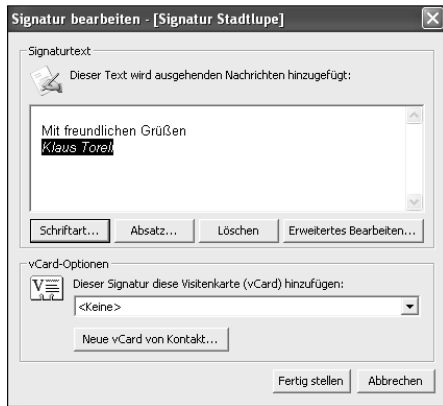 Signatur bearbeiten - [Signatur Stadtlupe]
Signaturtext
Dieser Text wird ausgehenden Nachrichten hinzugefügt:
Mit freundlichen Grüßen
Klaus Toreli
Schriftart... Absatz... Löschen Erweitertes Bearbeiten...
vCard-Optionen
Dieser Signatur diese Visitenkarte (vCard) hinzufügen:
<Keine>
Neue vCard von Kontakt...
Fertig stellen Abbrechen